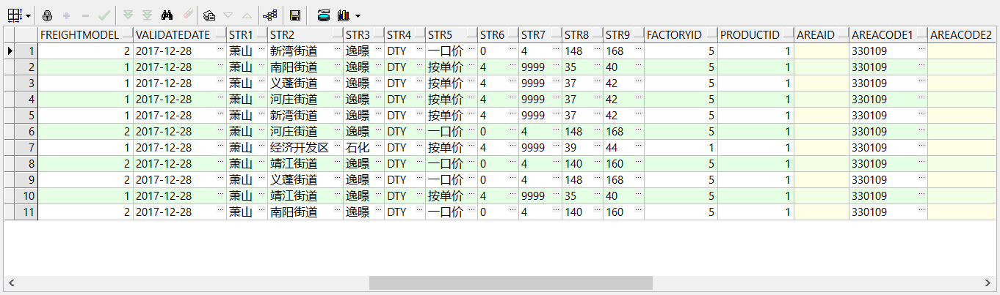 FREIGHTMODEL VALIDATEDATE STR1 STR2 STR3 STR4 STR5 STR6 STR7 STR8 STR9 FACTORYID PRODUCTID AREAID AREACODE1 AREACODE2
1 2 2017-12-28 萧山 新湾街道 逸暻 DTY 一口价 0 4 148 168 5 1 330109
2 1 2017-12-28 萧山 南阳街道 逸暻 DTY 按单价 4 9999 35 40 5 1 330109
3 1 2017-12-28 萧山 义蓬街道 逸暻 DTY 按单价 4 9999 37 42 5 1 330109
4 1 2017-12-28 萧山 河庄街道 逸暻 DTY 按单价 4 9999 37 42 5 1 330109
5 1 2017-12-28 萧山 新湾街道 逸暻 DTY 按单价 4 9999 37 42 5 1 330109
6 2 2017-12-28 萧山 河庄街道 逸暻 DTY 一口价 0 4 148 168 5 1 330109
7 1 2017-12-28 萧山 经济开发区 石化 DTY 按单价 4 9999 39 44 1 1 330109
8 2 2017-12-28 萧山 靖江街道 逸暻 DTY 一口价 0 4 140 160 5 1 330109
9 2 2017-12-28 萧山 义蓬街道 逸暻 DTY 一口价 0 4 148 168 5 1 330109
10 1 2017-12-28 萧山 靖江街道 逸暻 DTY 按单价 4 9999 35 40 5 1 330109
11 2 2017-12-28 萧山 南阳街道 逸暻 DTY 一口价 0 4 140 160 5 1 330109